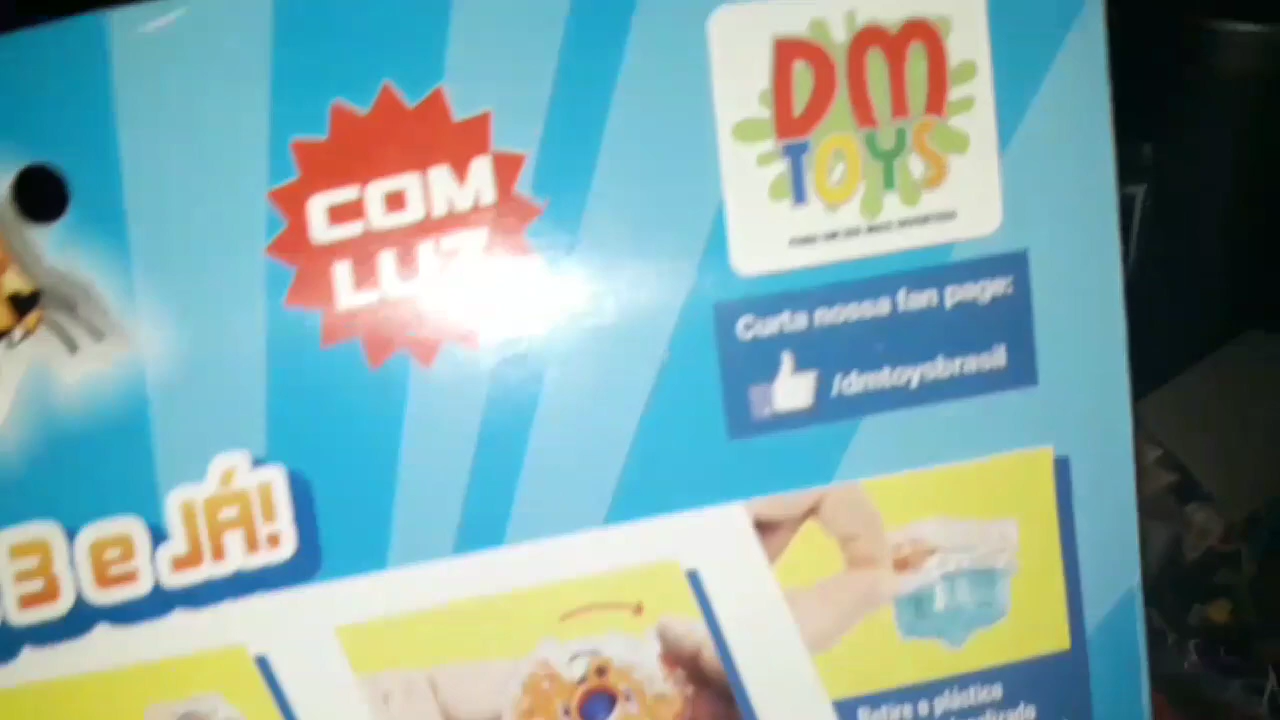 DM
TOYS
COM
LUZ
Curta nossa fan page:
/dmtoysbrasil
3 e JÁ!
Retire o plástico